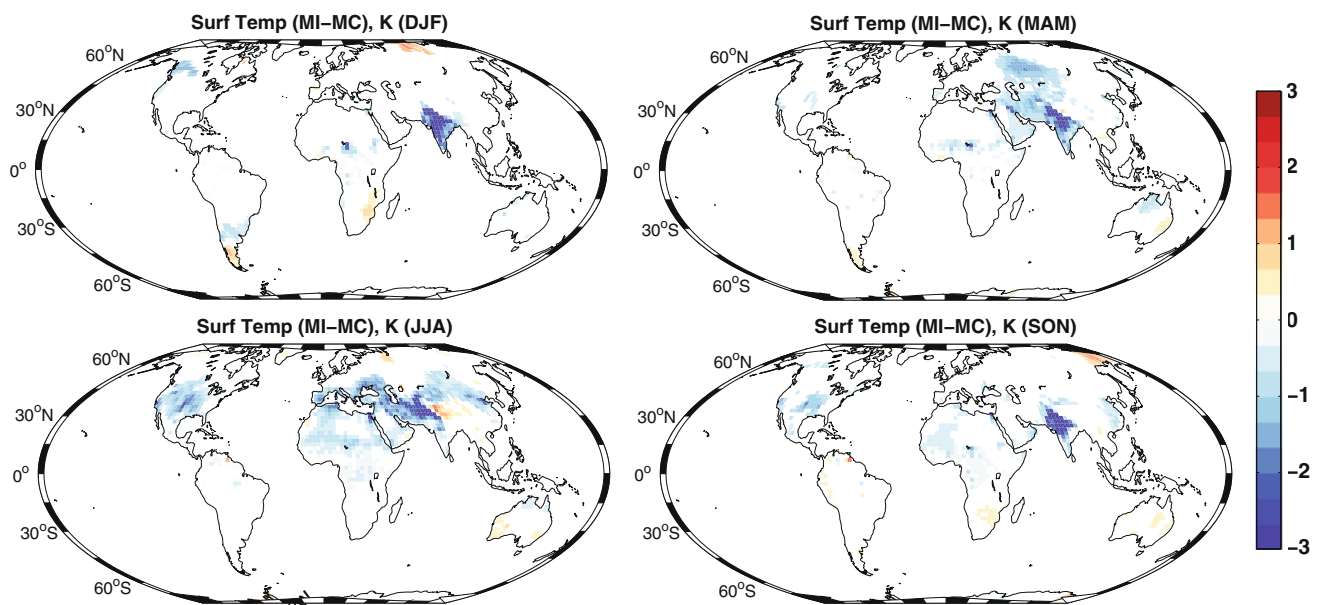 Surf Temp (MI−MC), K (DJF)
60°N
30°N
0°
30°S
60°S
Surf Temp (MI−MC), K (MAM)
60°N
30°N
0°
30°S
60°S
Surf Temp (MI−MC), K (JJA)
60°N
30°N
0°
30°S
60°S
Surf Temp (MI−MC), K (SON)
60°N
30°N
0°
30°S
60°S
3
2
1
0
−1
−2
−3